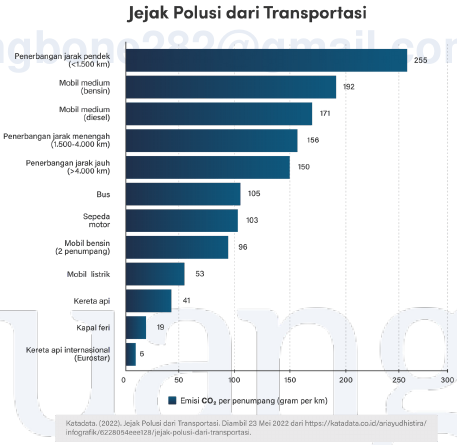 Jejak Polusi dari Transportasi
Penerbangan jarak pendek
(<1.500 km)
255
Mobil medium
(bensin)
192
Mobil medium
(diesel)
171
Penerbangan jarak menengah
(1.500-4.000 km)
156
Penerbangan jarak jauh
(>4.000 km)
150
Bus
105
Sepeda
motor
103
Mobil bensin
(2 penumpang)
96
Mobil listrik
53
Kereta api
41
Kapal feri
19
Kereta api internasional
(Eurostar)
6
0 50 100 150 200 250 300
Emisi CO₂ per penumpang (gram per km)
Katadata. (2022). Jejak Polusi dari Transportasi. Diambil 23 Mei 2022 dari https://katadata.co.id/ariayudhistira/
infografik/6228054eee128/jejak-polusi-dari-transportasi.